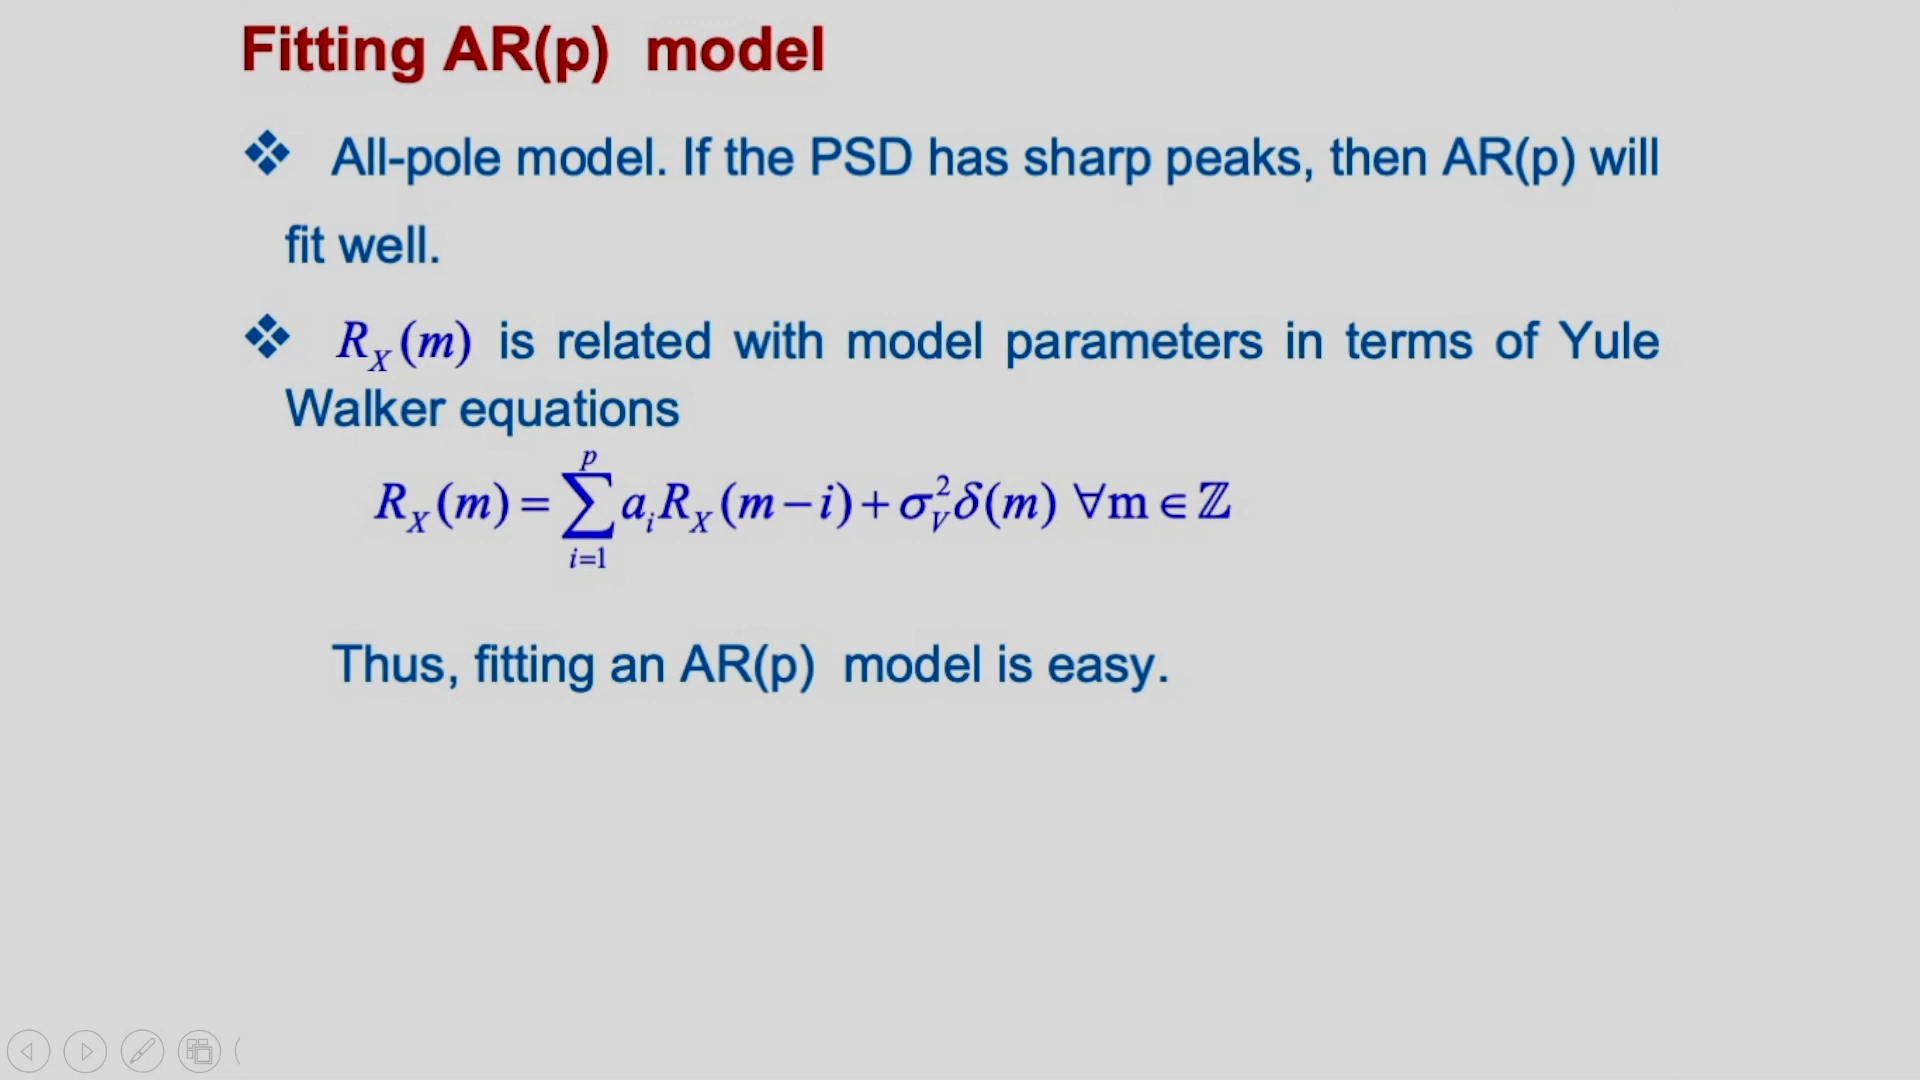 Fitting AR(p) model
❖ All-pole model. If the PSD has sharp peaks, then AR(p) will
fit well.
❖ R_X(m) is related with model parameters in terms of Yule
Walker equations
R_X(m) = ∑_{i=1}^{p} a_i R_X(m−i) + σ_V^2 δ(m) ∀m ∈ ℤ
Thus, fitting an AR(p) model is easy.